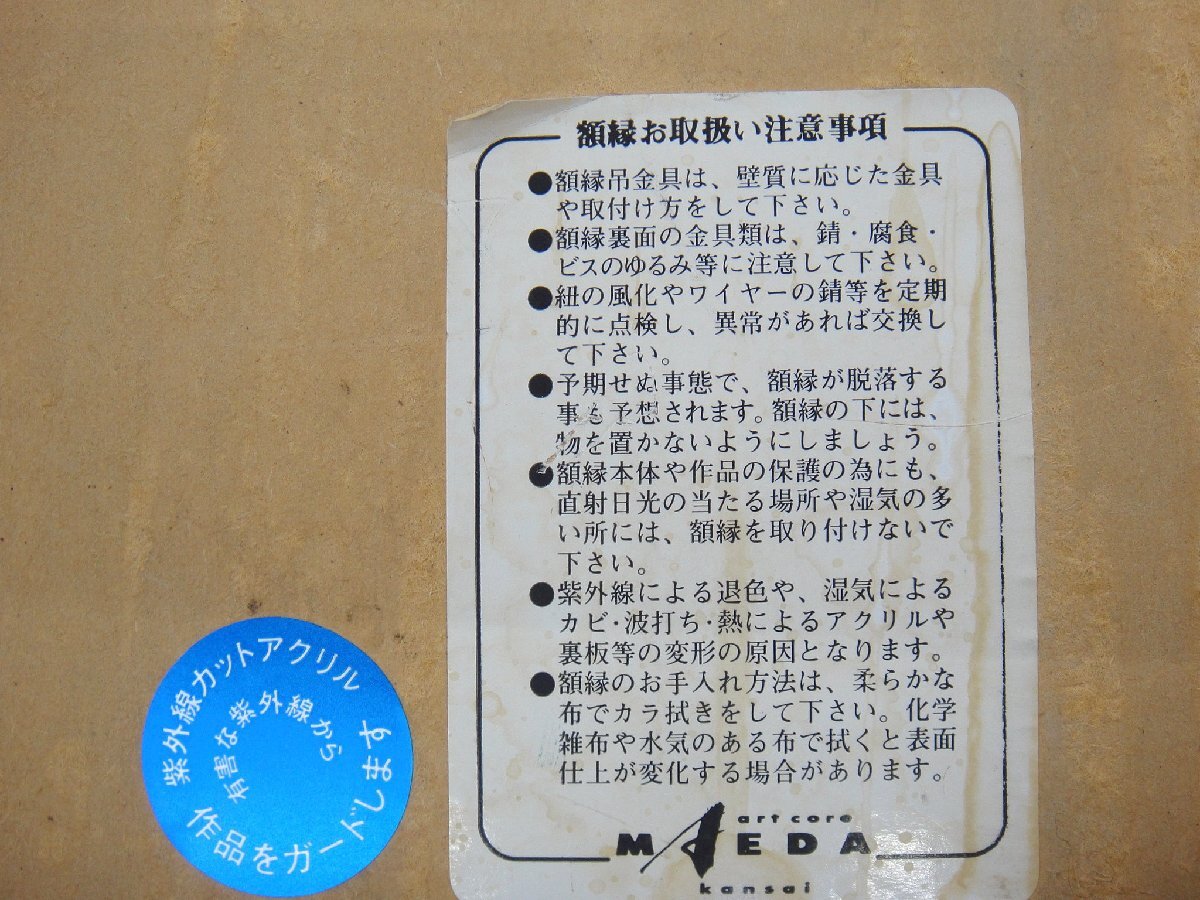 額縁お取扱い注意事項
●額縁吊金具は、壁質に応じた金具
や取付け方をして下さい。
●額縁裏面の金具類は、錆・腐食・
ビスのゆるみ等に注意して下さい。
●紐の風化やワイヤーの錆等を定期
的に点検し、異常があれば交換し
て下さい。
●予期せぬ事態で、額縁が脱落する
事も予想されます。額縁の下には、
物を置かないようにしましょう。
●額縁本体や作品の保護の為にも、
直射日光の当たる場所や湿気の多
い所には、額縁を取り付けないで
下さい。
●紫外線による退色や、湿気による
カビ・波打ち・熱によるアクリルや
裏板等の変形の原因となります。
●額縁のお手入れ方法は、柔らかな
布でカラ拭きをして下さい。化学
雑布や水気のある布で拭くと表面
仕上が変化する場合があります。
art core
MAEDA
kansai
紫外線カットアクリル
有害な紫外線から
作品をガードします